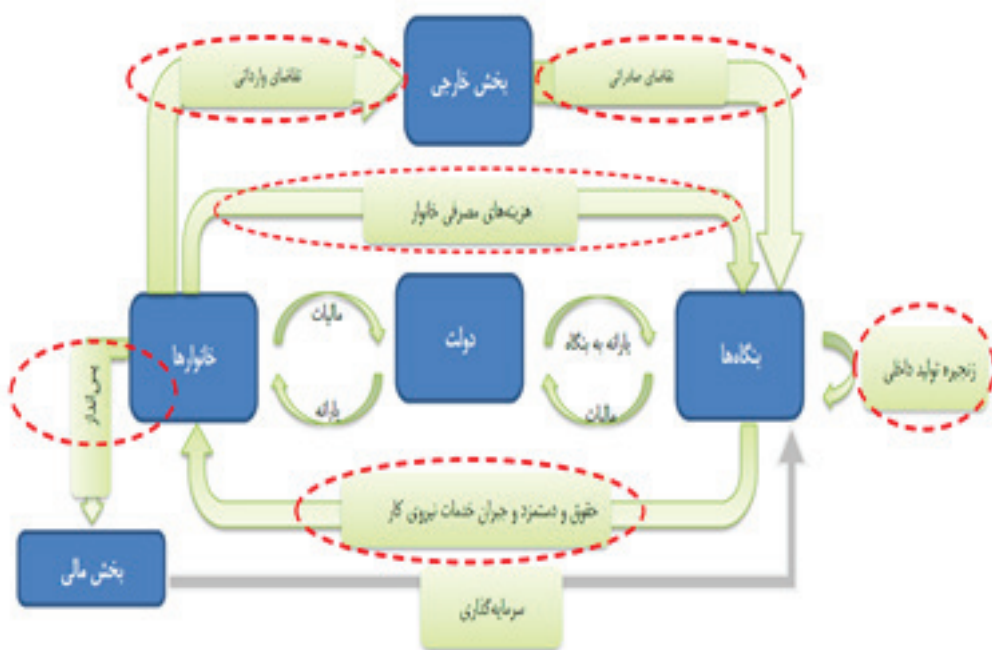 بخش خارجی
تقاضای صادراتی
تقاضای وارداتی
هزینه‌های مصرفی خانوار
زنجیره تولید داخلی
بنگاه‌ها
یارانه به بنگاه
مالیات
دولت
مالیات
یارانه
خانوارها
پس‌انداز
حقوق و دستمزد و جبران خدمات نیروی کار
بخش مالی
سرمایه‌گذاری